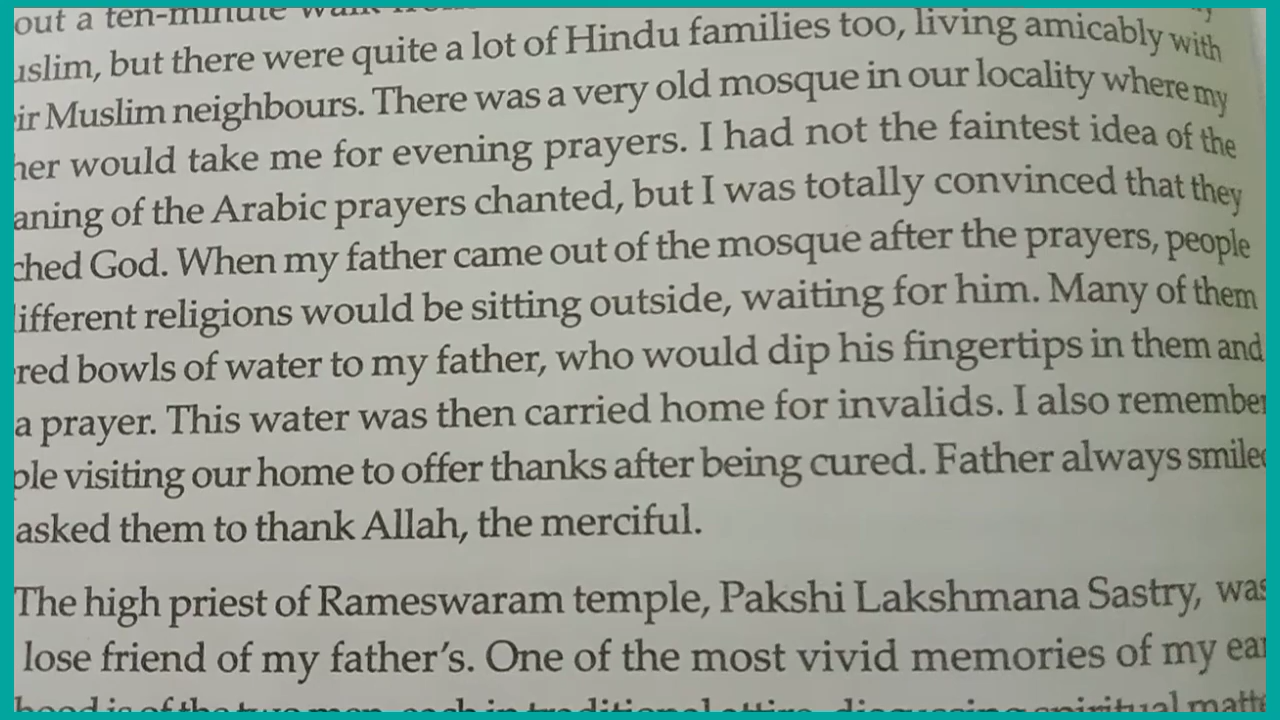 out a ten-minute
uslim, but there were quite a lot of Hindu families too, living amicably with
ir Muslim neighbours. There was a very old mosque in our locality where my
her would take me for evening prayers. I had not the faintest idea of the
aning of the Arabic prayers chanted, but I was totally convinced that they
ched God. When my father came out of the mosque after the prayers, people
ifferent religions would be sitting outside, waiting for him. Many of them
red bowls of water to my father, who would dip his fingertips in them and
a prayer. This water was then carried home for invalids. I also remember
ple visiting our home to offer thanks after being cured. Father always smiled
asked them to thank Allah, the merciful.
The high priest of Rameswaram temple, Pakshi Lakshmana Sastry, was
lose friend of my father's. One of the most vivid memories of my ear